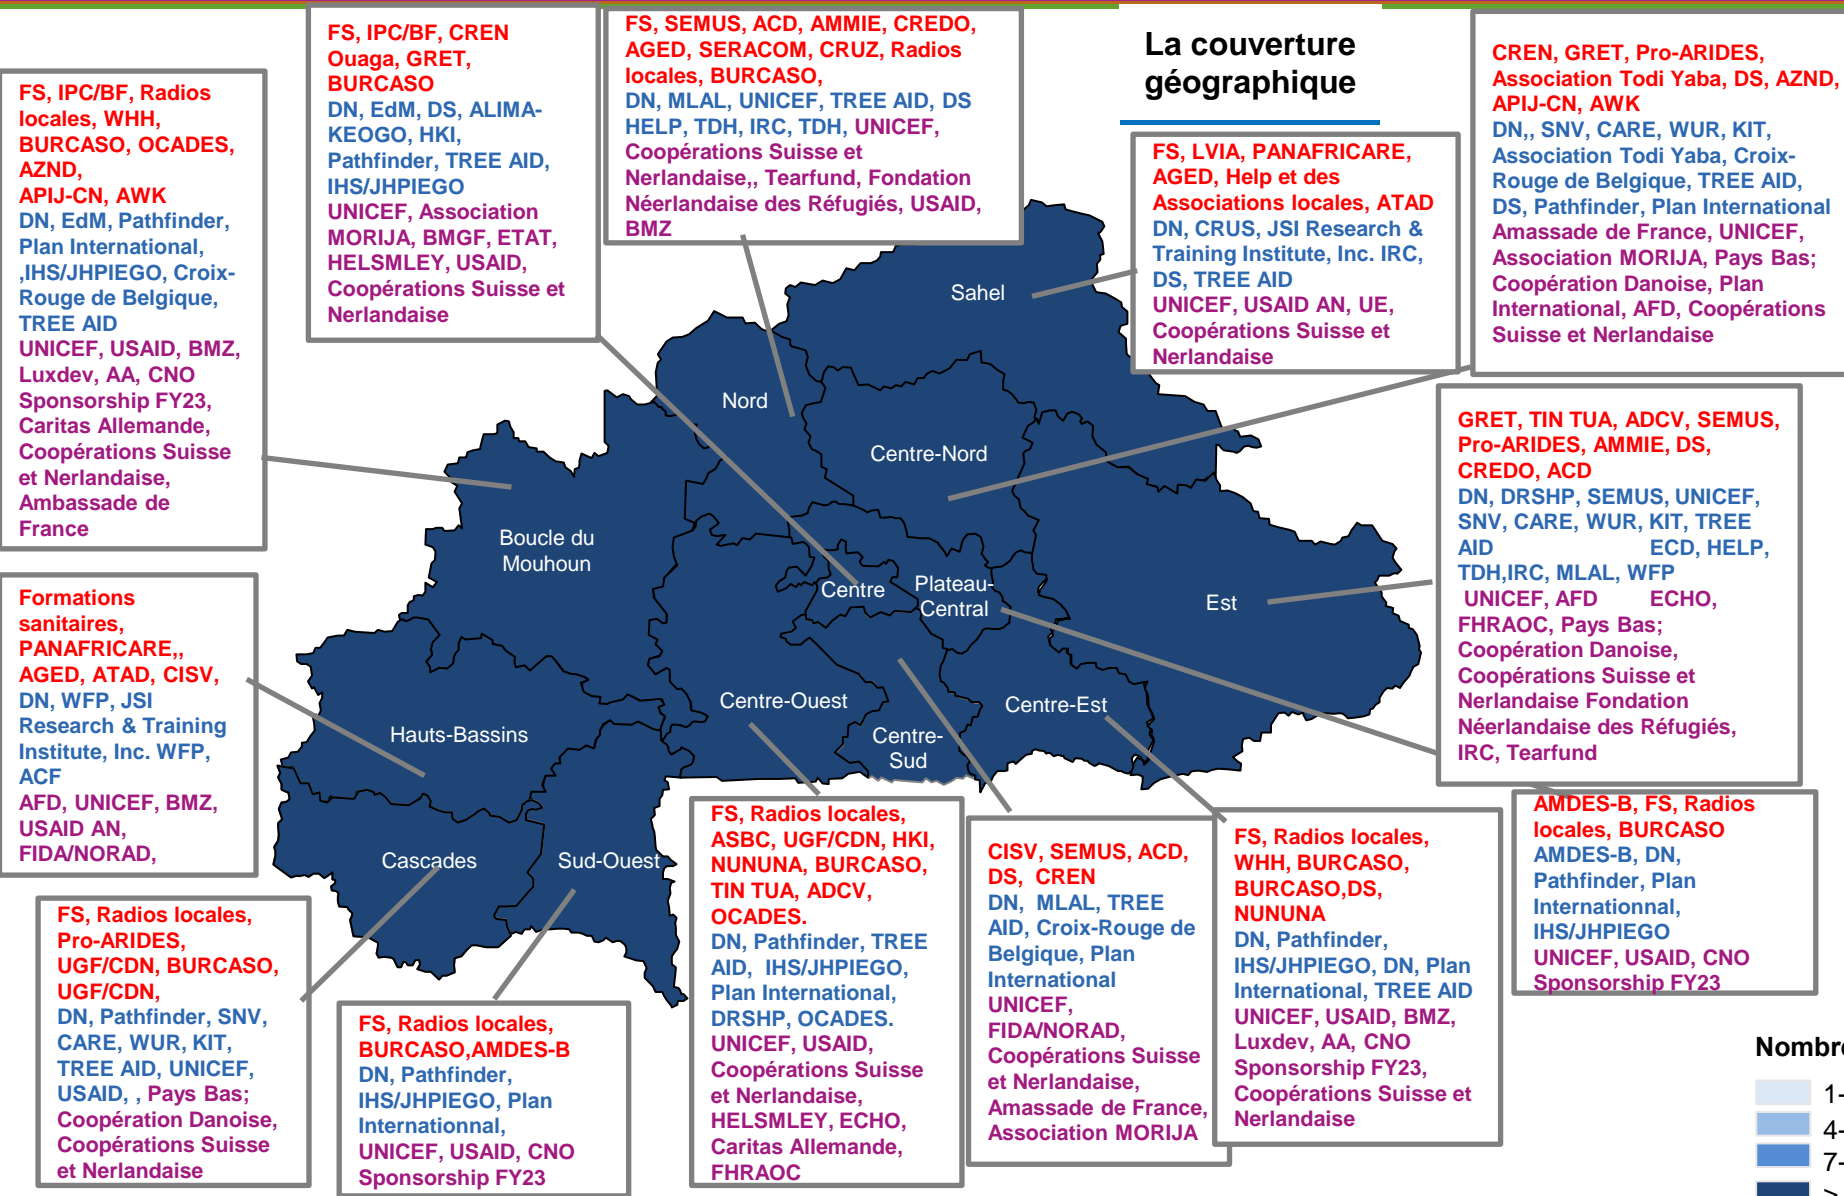 La couverture
géographique
FS, IPC/BF, Radios
locales, WHH,
BURCASO, OCADES,
AZND,
APIJ-CN, AWK
DN, EdM, Pathfinder,
Plan International,
,IHS/JHPIEGO, Croix-
Rouge de Belgique,
TREE AID
UNICEF, USAID, BMZ,
Luxdev, AA, CNO
Sponsorship FY23,
Caritas Allemande,
Coopérations Suisse
et Nerlandaise,
Ambassade de
France
FS, IPC/BF, CREN
Ouaga, GRET,
BURCASO
DN, EdM, DS, ALIMA-
KEOGO, HKI,
Pathfinder, TREE AID,
IHS/JHPIEGO
UNICEF, Association
MORIJA, BMGF, ETAT,
HELSMLEY, USAID,
Coopérations Suisse et
Nerlandaise
FS, SEMUS, ACD, AMMIE, CREDO,
AGED, SERACOM, CRUZ, Radios
locales, BURCASO,
DN, MLAL, UNICEF, TREE AID, DS
HELP, TDH, IRC, TDH, UNICEF,
Coopérations Suisse et
Nerlandaise,, Tearfund, Fondation
Néerlandaise des Réfugiés, USAID,
BMZ
FS, LVIA, PANAFRICARE,
AGED, Help et des
Associations locales, ATAD
DN, CRUS, JSI Research &
Training Institute, Inc. IRC,
DS, TREE AID
UNICEF, USAID AN, UE,
Coopérations Suisse et
Nerlandaise
CREN, GRET, Pro-ARIDES,
Association Todi Yaba, DS, AZND,
APIJ-CN, AWK
DN,, SNV, CARE, WUR, KIT,
Association Todi Yaba, Croix-
Rouge de Belgique, TREE AID,
DS, Pathfinder, Plan International
Amassade de France, UNICEF,
Association MORIJA, Pays Bas;
Coopération Danoise, Plan
International, AFD, Coopérations
Suisse et Nerlandaise
GRET, TIN TUA, ADCV, SEMUS,
Pro-ARIDES, AMMIE, DS,
CREDO, ACD
DN, DRSHP, SEMUS, UNICEF,
SNV, CARE, WUR, KIT, TREE
AID ECD, HELP,
TDH,IRC, MLAL, WFP
UNICEF, AFD ECHO,
FHRAOC, Pays Bas;
Coopération Danoise,
Coopérations Suisse et
Nerlandaise Fondation
Néerlandaise des Réfugiés,
IRC, Tearfund
Sahel
Nord
Centre-Nord
Boucle du
Mouhoun
Centre
Plateau-
Central
Est
Centre-Ouest
Centre-Est
Centre-
Sud
Hauts-Bassins
Cascades
Sud-Ouest
Formations
sanitaires,
PANAFRICARE,,
AGED, ATAD, CISV,
DN, WFP, JSI
Research & Training
Institute, Inc. WFP,
ACF
AFD, UNICEF, BMZ,
USAID AN,
FIDA/NORAD,
FS, Radios locales,
Pro-ARIDES,
UGF/CDN, BURCASO,
UGF/CDN,
DN, Pathfinder, SNV,
CARE, WUR, KIT,
TREE AID, UNICEF,
USAID, , Pays Bas;
Coopération Danoise,
Coopérations Suisse
et Nerlandaise
FS, Radios locales,
BURCASO,AMDES-B
DN, Pathfinder,
IHS/JHPIEGO, Plan
Internationnal,
UNICEF, USAID, CNO
Sponsorship FY23
FS, Radios locales,
ASBC, UGF/CDN, HKI,
NUNUNA, BURCASO,
TIN TUA, ADCV,
OCADES.
DN, Pathfinder, TREE
AID, IHS/JHPIEGO,
Plan International,
DRSHP, OCADES.
UNICEF, USAID,
Coopérations Suisse
et Nerlandaise,
HELSMLEY, ECHO,
Caritas Allemande,
FHRAOC
CISV, SEMUS, ACD,
DS, CREN
DN, MLAL, TREE
AID, Croix-Rouge de
Belgique, Plan
International
UNICEF,
FIDA/NORAD,
Coopérations Suisse
et Nerlandaise,
Amassade de France,
Association MORIJA
FS, Radios locales,
WHH, BURCASO,
BURCASO,DS,
NUNUNA
DN, Pathfinder,
IHS/JHPIEGO, DN, Plan
International, TREE AID
UNICEF, USAID, BMZ,
Luxdev, AA, CNO
Sponsorship FY23,
Coopérations Suisse et
Nerlandaise
AMDES-B, FS, Radios
locales, BURCASO
AMDES-B, DN,
Pathfinder, Plan
Internationnal,
IHS/JHPIEGO
UNICEF, USAID, CNO
Sponsorship FY23
Nombre
1-
4-
7-
>